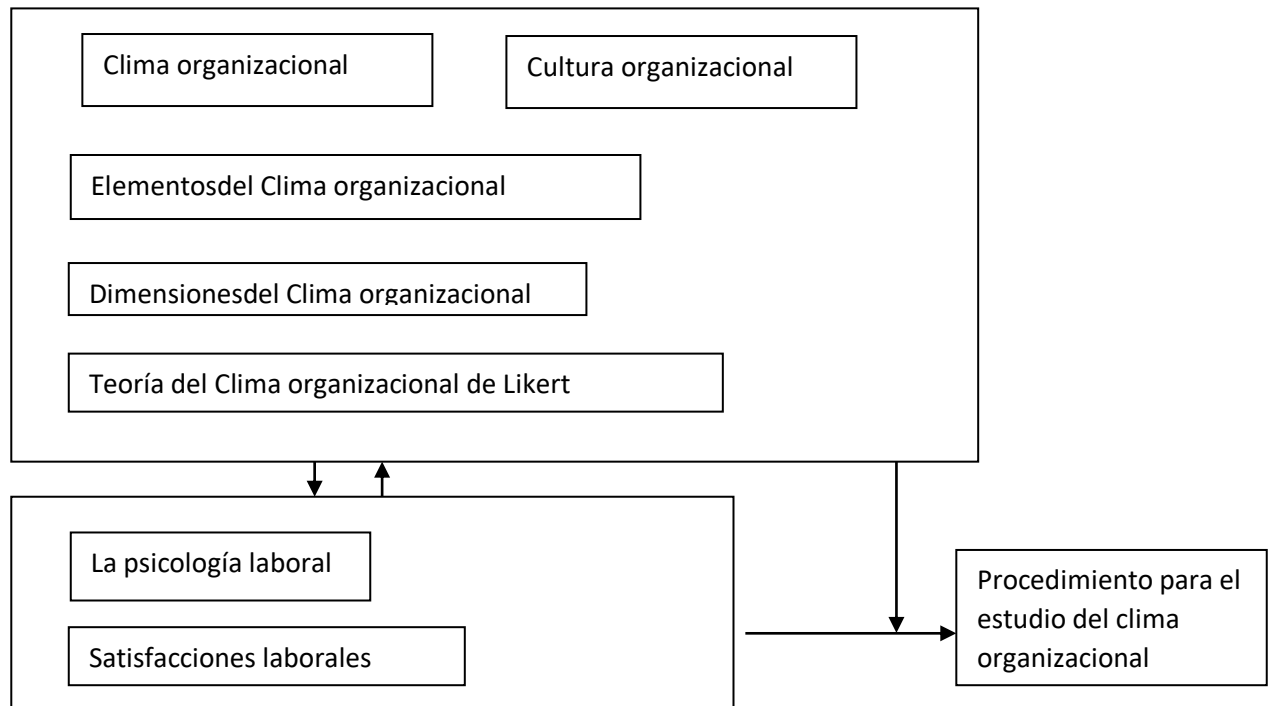 Clima organizacional
Cultura organizacional
Elementosdel Clima organizacional
Dimensionesdel Clima organizacional
Teoría del Clima organizacional de Likert
La psicología laboral
Satisfacciones laborales
Procedimiento para el
estudio del clima
organizacional